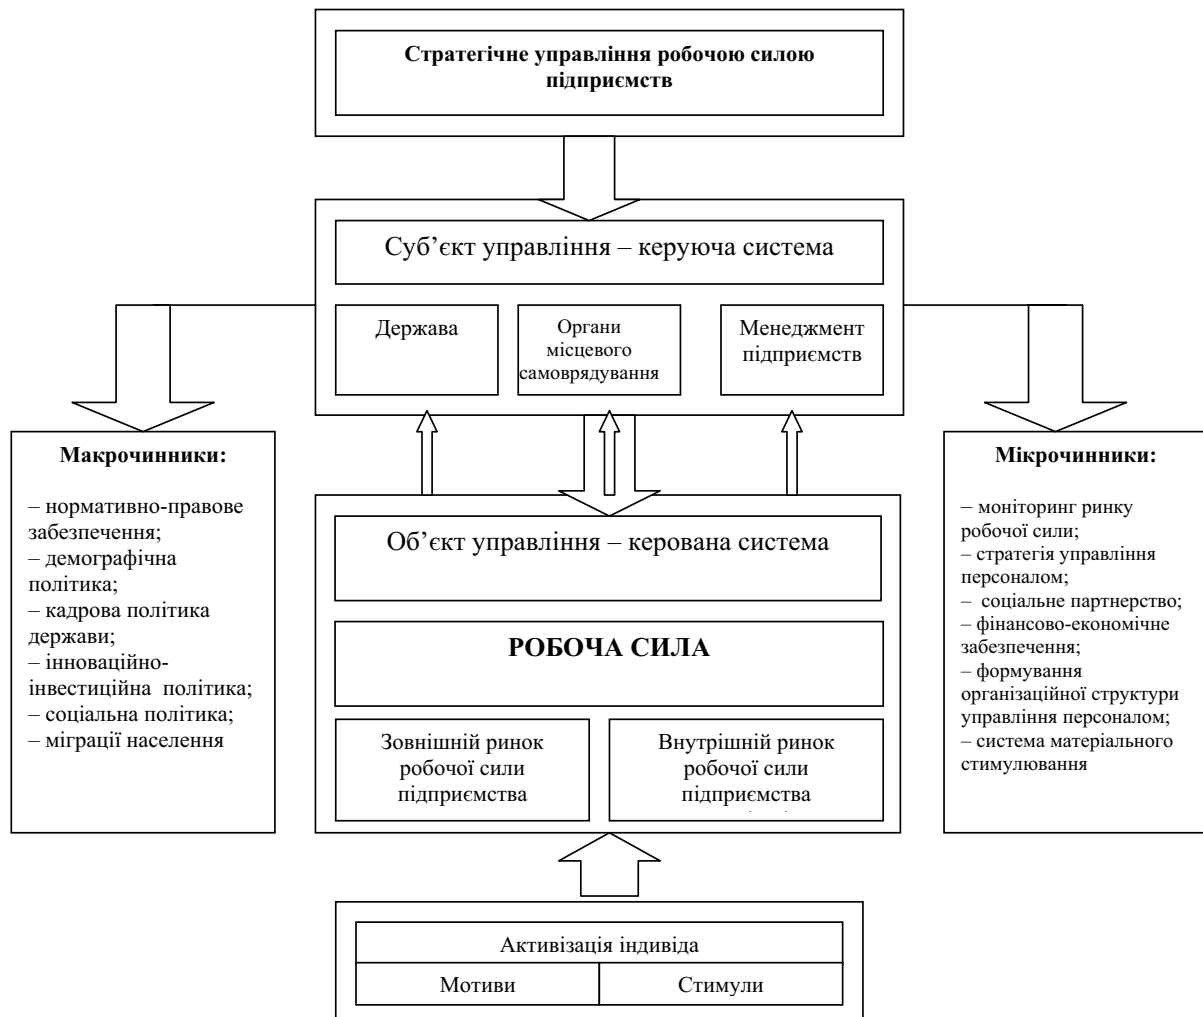 Стратегічне управління робочою силою
підприємств
Суб’єкт управління – керуюча система
Держава
Органи
місцевого
самоврядування
Менеджмент
підприємств
Макрочинники:
– нормативно-правове
забезпечення;
– демографічна
політика;
– кадрова політика
держави;
– інноваційно-
інвестиційна політика;
– соціальна політика;
– міграції населення
Мікрочинники:
– моніторинг ринку
робочої сили;
– стратегія управління
персоналом;
– соціальне партнерство;
– фінансово-економічне
забезпечення;
– формування
організаційної структури
управління персоналом;
– система матеріального
стимулювання
Об’єкт управління – керована система
РОБОЧА СИЛА
Зовнішній ринок
робочої сили
підприємства
Внутрішній ринок
робочої сили
підприємства
Активізація індивіда
Мотиви
Стимули